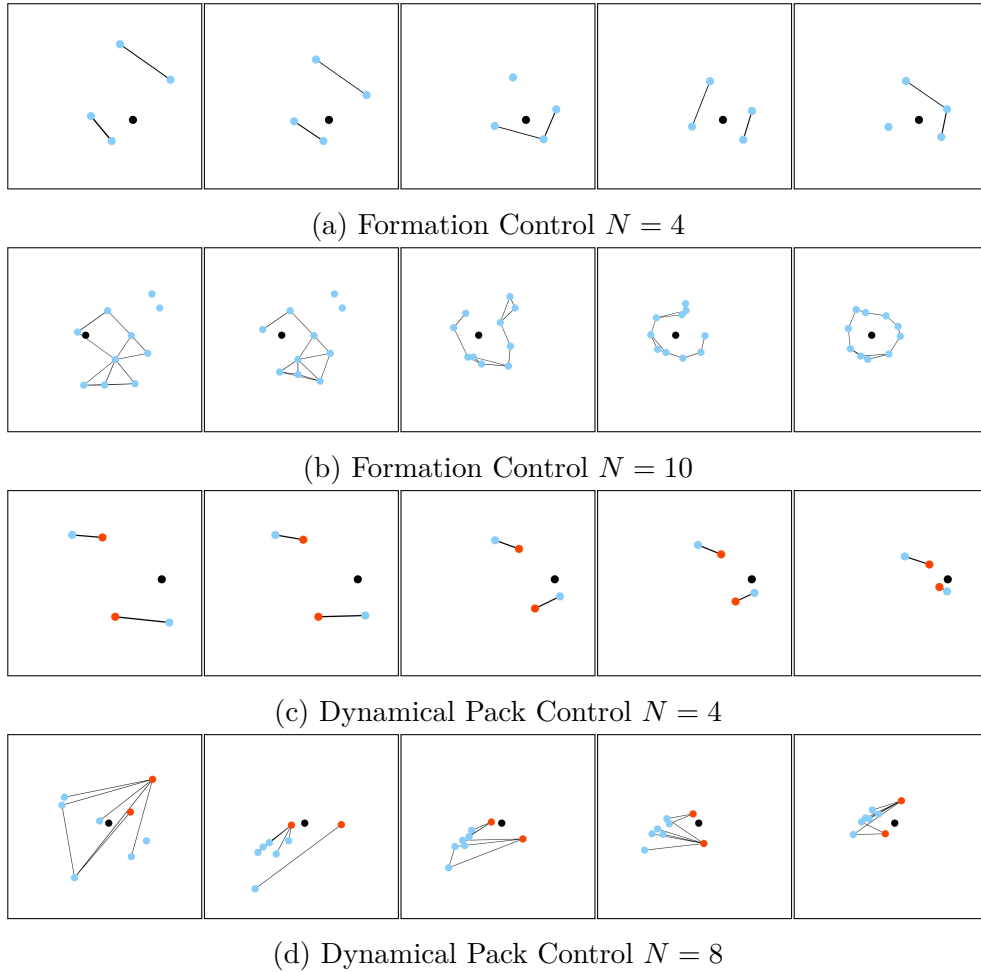 (a) Formation Control N = 4
(b) Formation Control N = 10
(c) Dynamical Pack Control N = 4
(d) Dynamical Pack Control N = 8